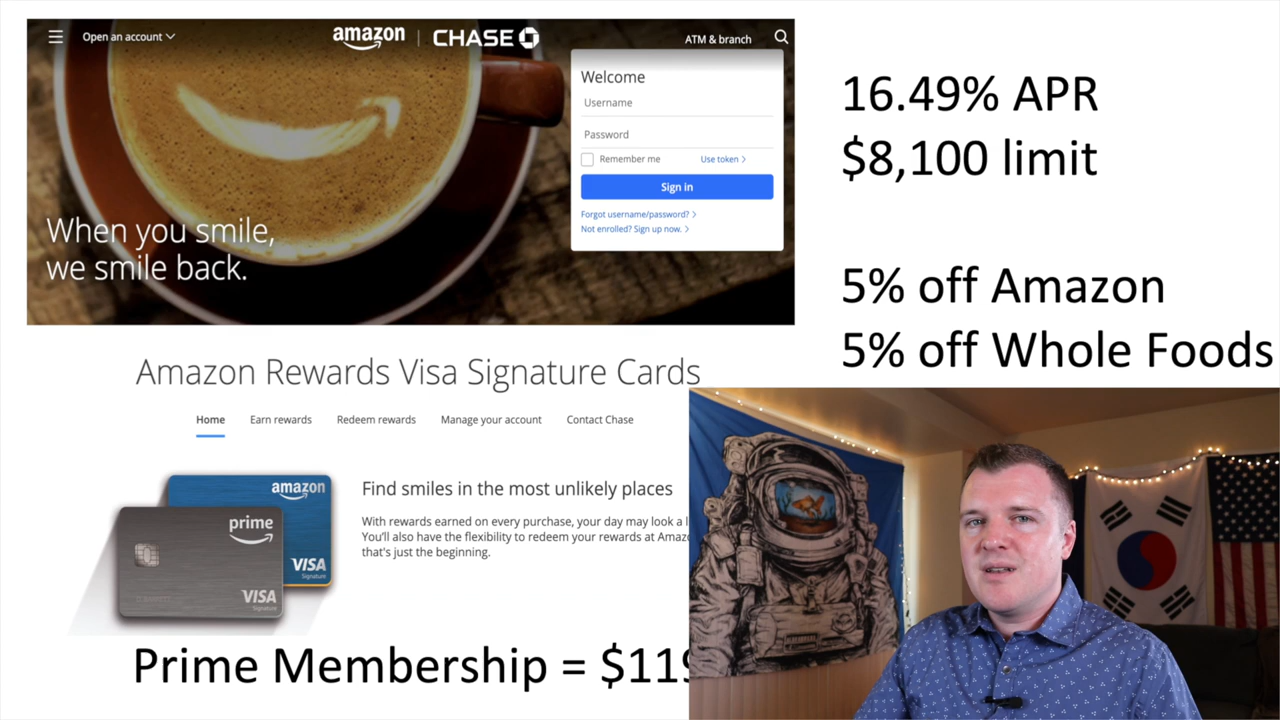 Open an account
amazon | CHASE
ATM & branch
Welcome
Username
Password
Remember me
Use token >
Sign in
Forgot username/password? >
Not enrolled? Sign up now. >
When you smile,
we smile back.
16.49% APR
$8,100 limit
5% off Amazon
5% off Whole Foods
Amazon Rewards Visa Signature Cards
Home
Earn rewards
Redeem rewards
Manage your account
Contact Chase
amazon
prime
VISA
Signature
VISA
Signature
Find smiles in the most unlikely places
With rewards earned on every purchase, your day may look a
You'll also have the flexibility to redeem your rewards at
that's just the beginning.
Prime Membership = $119